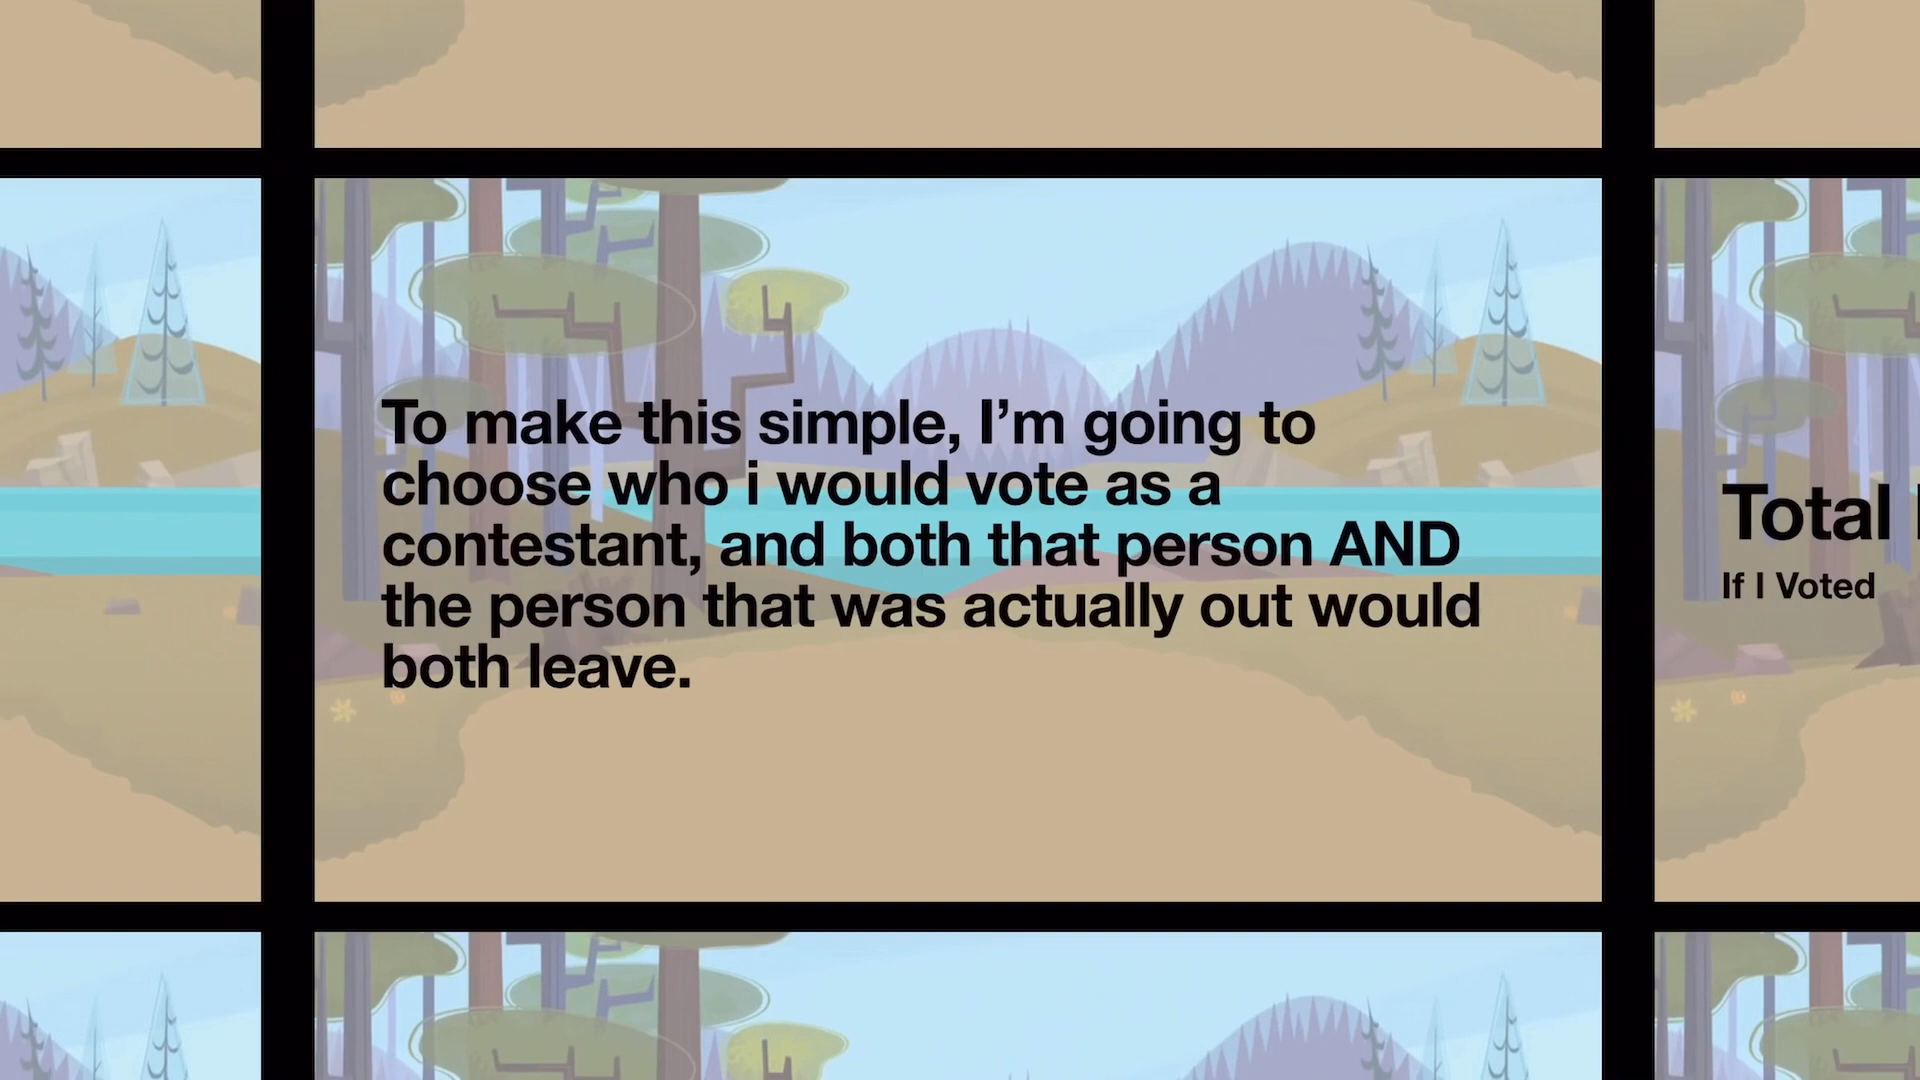 To make this simple, I’m going to
choose who i would vote as a
contestant, and both that person AND
the person that was actually out would
both leave.
Total
If I Voted